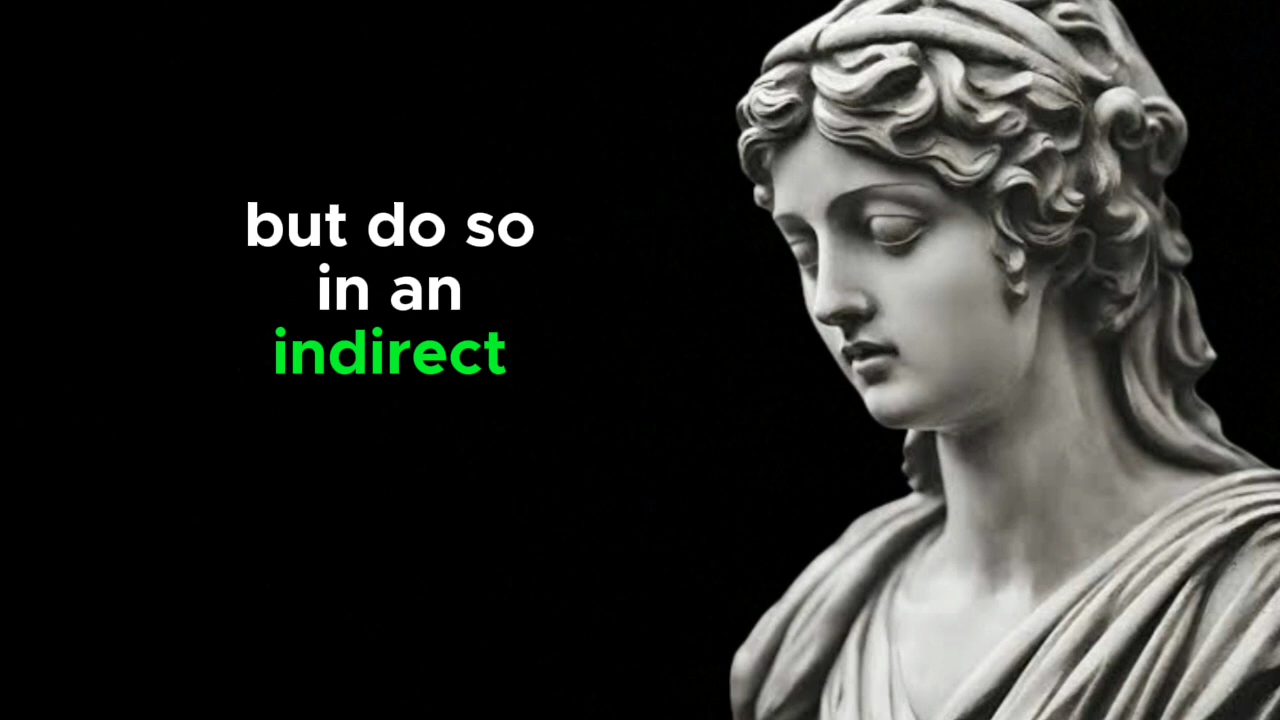 but do so
in an
indirect